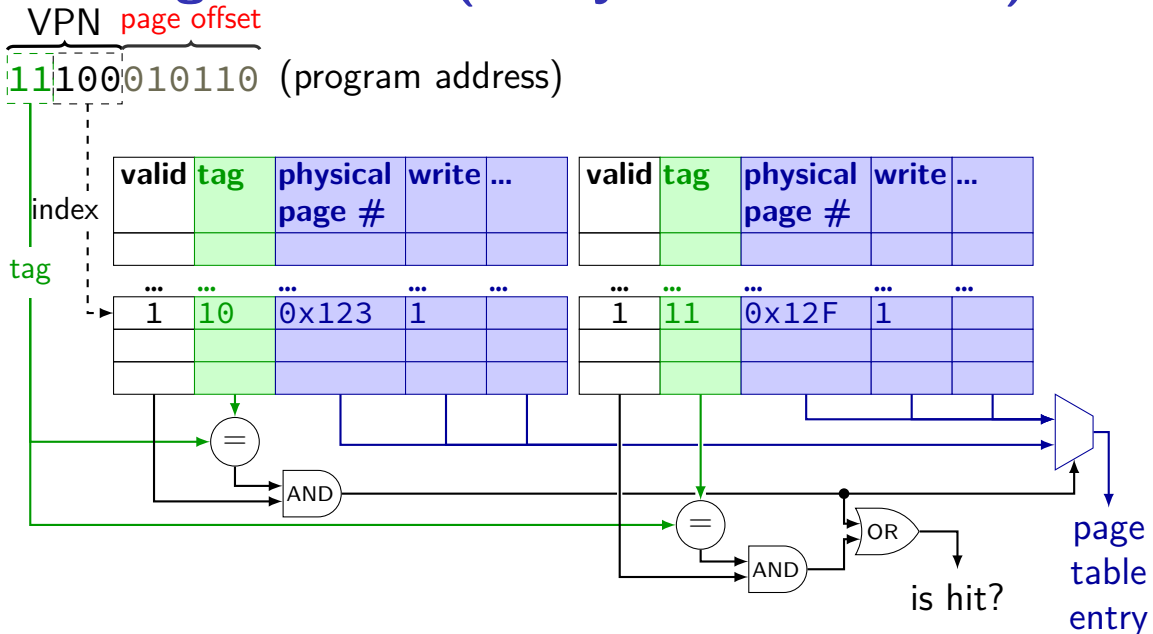 VPN page offset
11100010110 (program address)
valid tag physical page # write ... valid tag physical page # write ...
index
tag
... ... ... ... ... ... ... ... ... ...
1 10 0x123 1 1 11 0x12F 1
=
AND
=
OR
AND
is hit?
page
table
entry